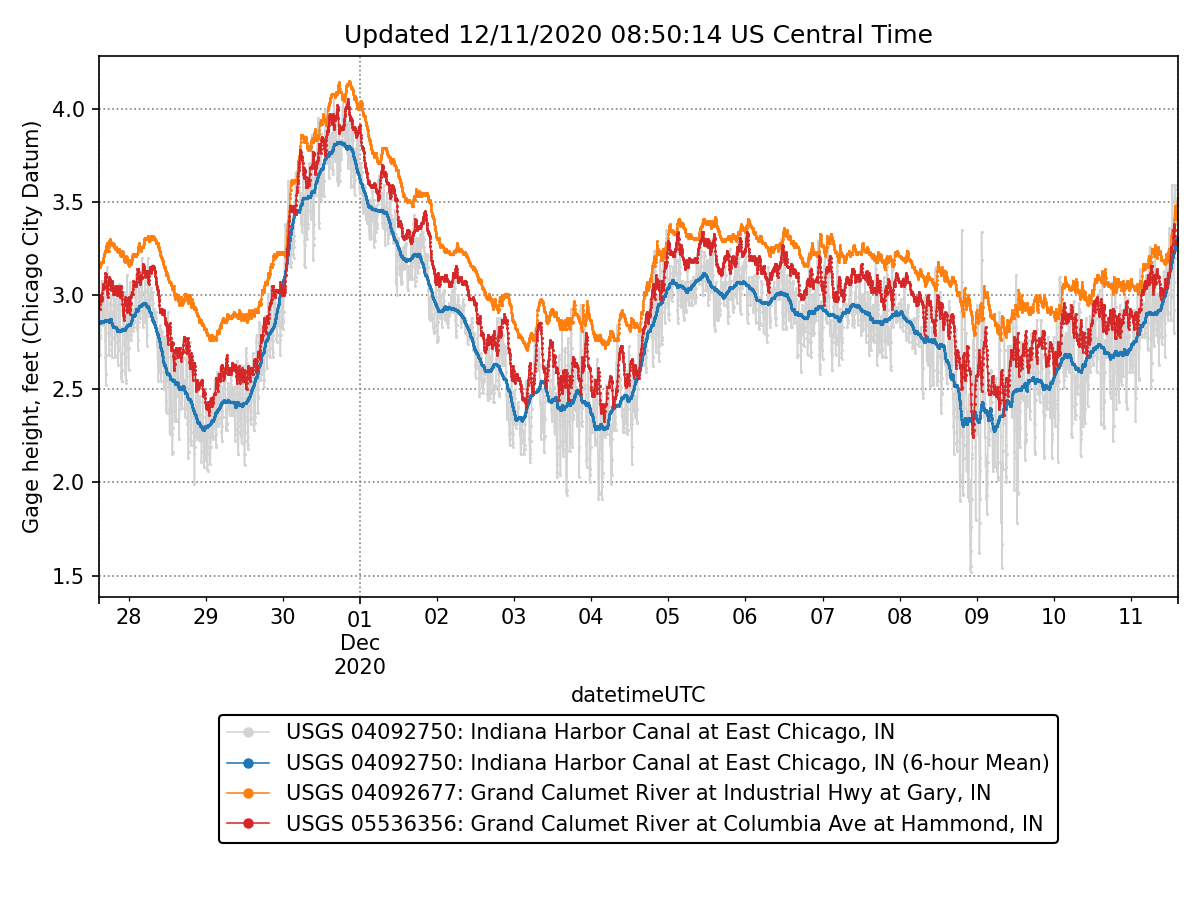 Updated 12/11/2020 08:50:14 US Central Time
Gage height, feet (Chicago City Datum)
4.0
3.5
3.0
2.5
2.0
1.5
28 29 30 01 02 03 04 05 06 07 08 09 10 11
Dec
2020
datetimeUTC
USGS 04092750: Indiana Harbor Canal at East Chicago, IN
USGS 04092750: Indiana Harbor Canal at East Chicago, IN (6-hour Mean)
USGS 04092677: Grand Calumet River at Industrial Hwy at Gary, IN
USGS 05536356: Grand Calumet River at Columbia Ave at Hammond, IN